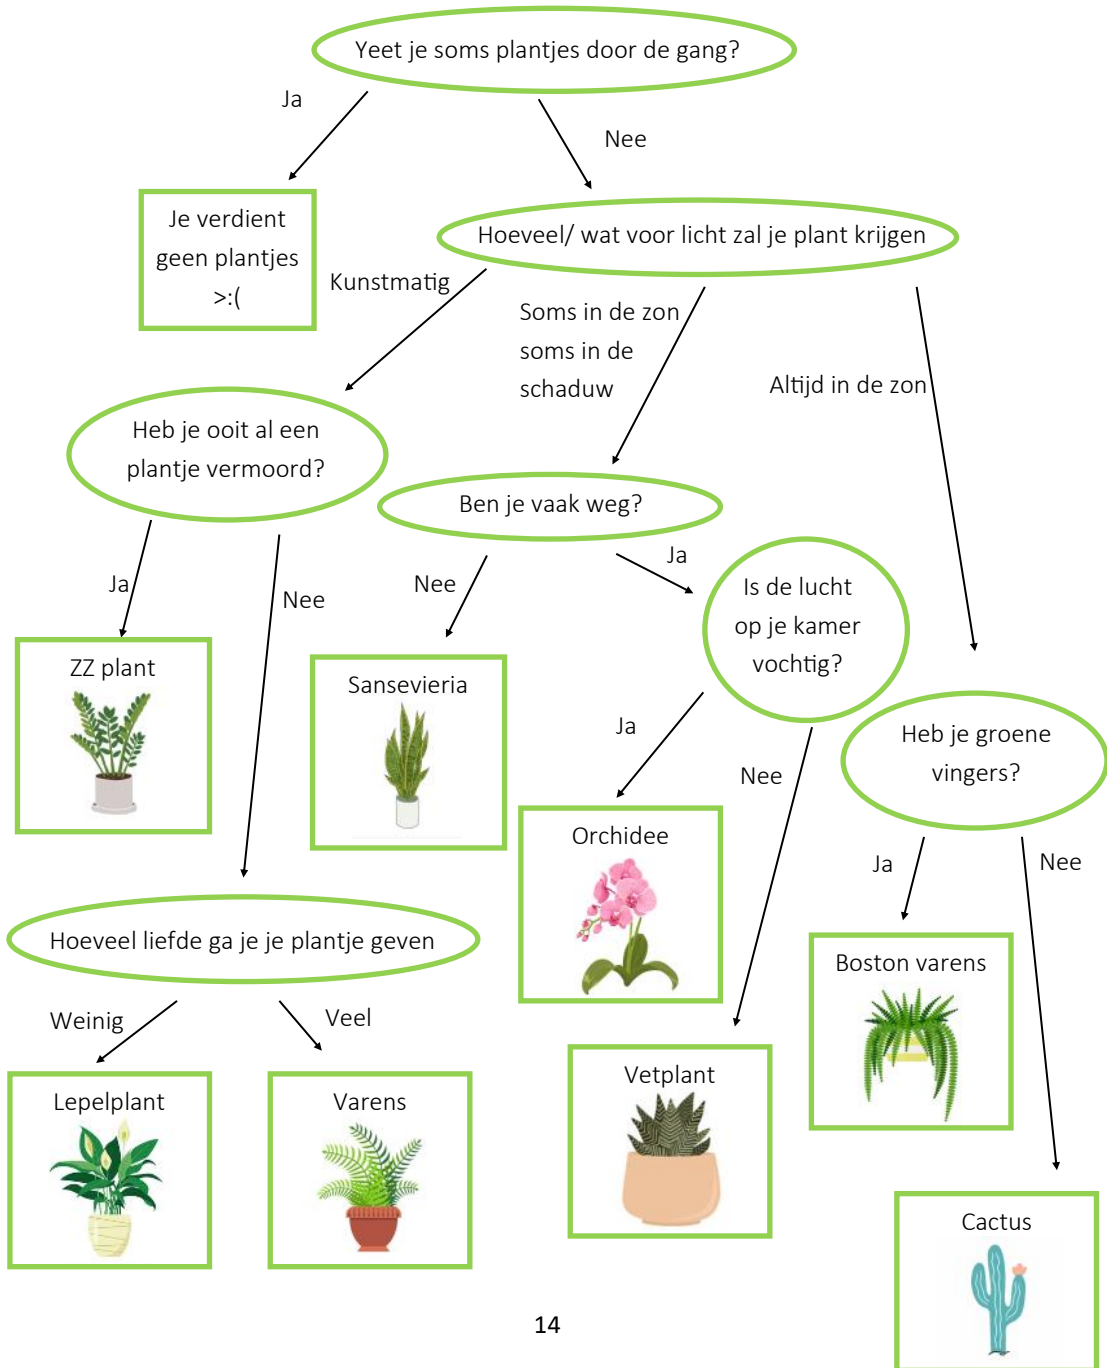 Yeet je soms plantjes door de gang?
Ja
Nee
Je verdient
geen plantjes
>:(
Hoeveel/ wat voor licht zal je plant krijgen
Kunstmatig
Soms in de zon
soms in de
schaduw
Altijd in de zon
Heb je ooit al een
plantje vermoord?
Ben je vaak weg?
Ja
Nee
Nee
Ja
Is de lucht
op je kamer
vochtig?
ZZ plant
Sansevieria
Ja
Nee
Heb je groene
vingers?
Orchidee
Ja
Nee
Hoeveel liefde ga je je plantje geven
Boston varens
Weinig
Veel
Lepelplant
Varens
Vetplant
Cactus
14